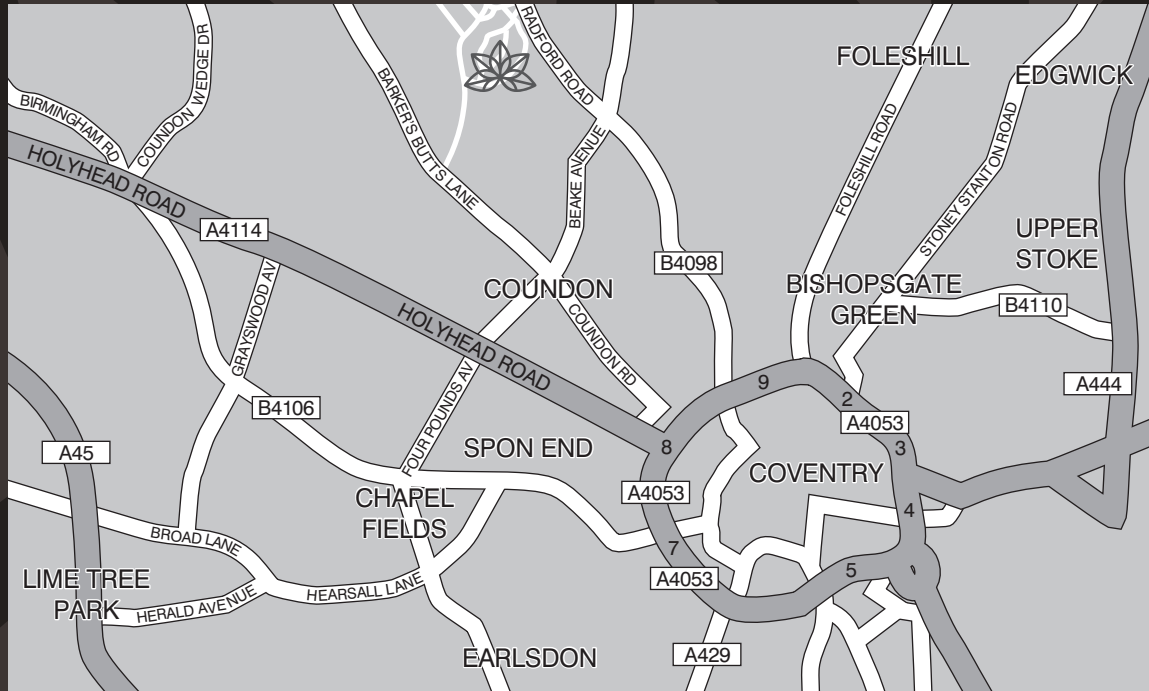 RADFORD ROAD
COUNDON WEDGE DR
FOLESHILL
EDGWICK
BARKER'S BUTTS LANE
BIRMINGHAM RD
HOLYHEAD ROAD
BEAKE AVENUE
FOLESHILL ROAD
STONEY STANTON ROAD
A4114
UPPER
STOKE
B4098
COUNDON
BISHOPSGATE
GREEN
B4110
GRAYSWOOD AV
HOLYHEAD ROAD
COUNDON RD
9
A444
2
B4106
FOUR POUNDS AV
A4053
A45
SPON END
8
3
COVENTRY
A4053
CHAPEL
FIELDS
4
BROAD LANE
7
LIME TREE
PARK
HERALD AVENUE
HEARSALL LANE
A4053
5
EARLSDON
A429